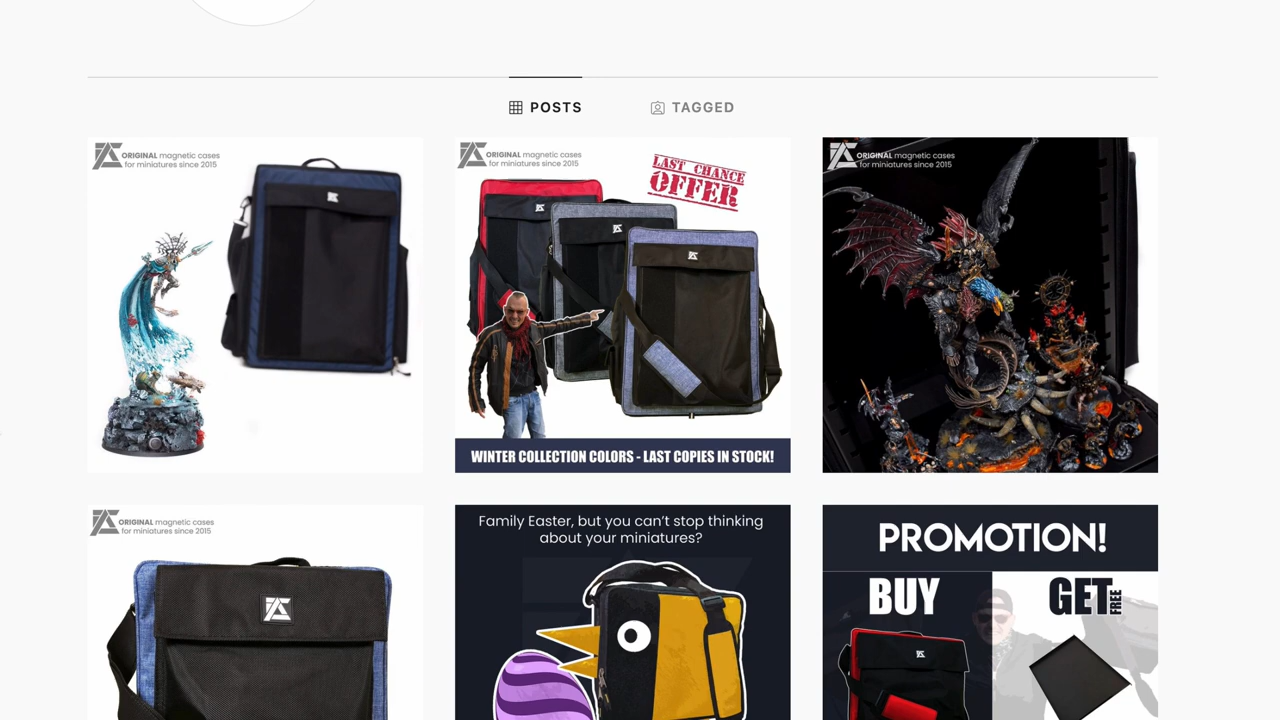 POSTS
TAGGED
ORIGINAL magnetic cases
for miniatures since 2015
ORIGINAL magnetic cases
for miniatures since 2015
LAST CHANCE
OFFER
WINTER COLLECTION COLORS - LAST COPIES IN STOCK!
ORIGINAL magnetic cases
for miniatures since 2015
ORIGINAL magnetic cases
for miniatures since 2015
Family Easter, but you can't stop thinking
about your miniatures?
PROMOTION!
BUY
GET FREE